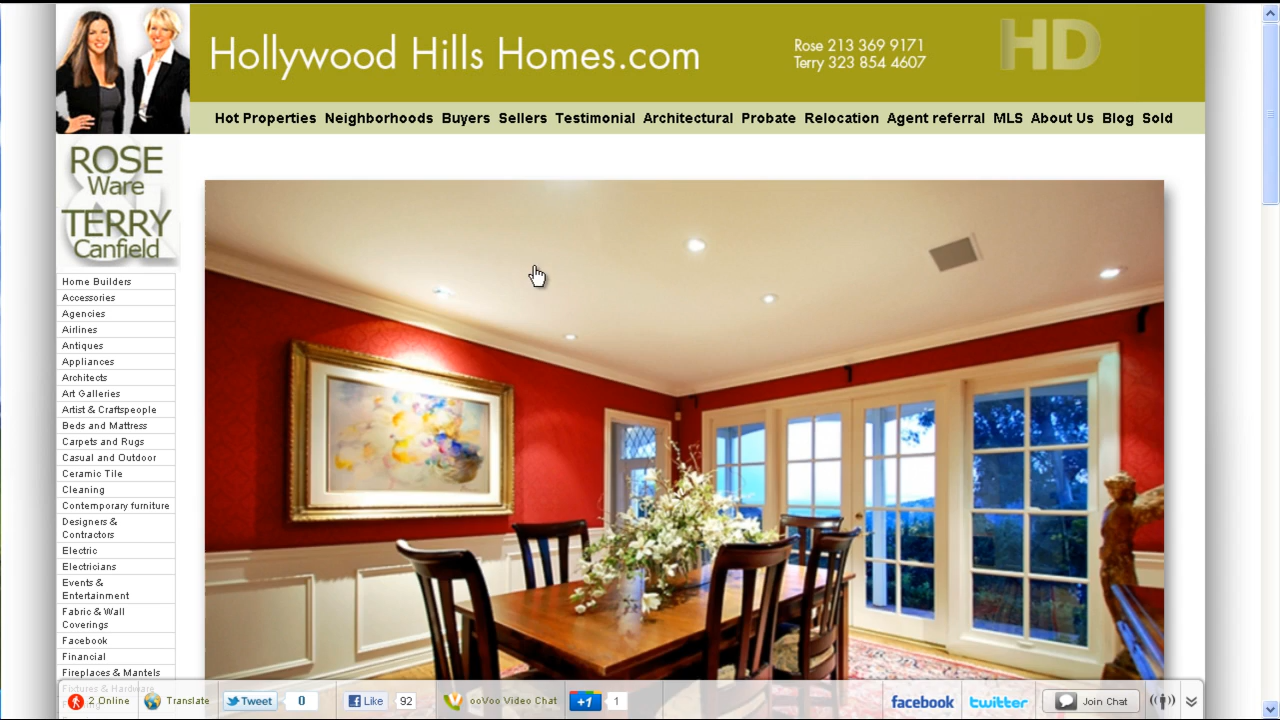 Hollywood Hills Homes.com
Rose 213 369 9171
Terry 323 854 4607
HD
Hot Properties Neighborhoods Buyers Sellers Testimonial Architectural Probate Relocation Agent referral MLS About Us Blog Sold
ROSE
Ware
&
TERRY
Canfield
Home Builders
Accessories
Agencies
Airlines
Antiques
Appliances
Architects
Art Galleries
Artist & Craftspeople
Beds and Mattress
Carpets and Rugs
Casual and Outdoor
Ceramic Tile
Cleaning
Contemporary furniture
Designers &
Contractors
Electric
Electricians
Events &
Entertainment
Fabric & Wall
Coverings
Facebook
Financial
Fireplaces & Mantels
Fixtures & Hardware
2 Online Translate Tweet 0 Like 92 ooVoo Video Chat +1 1 facebook twitter Join Chat